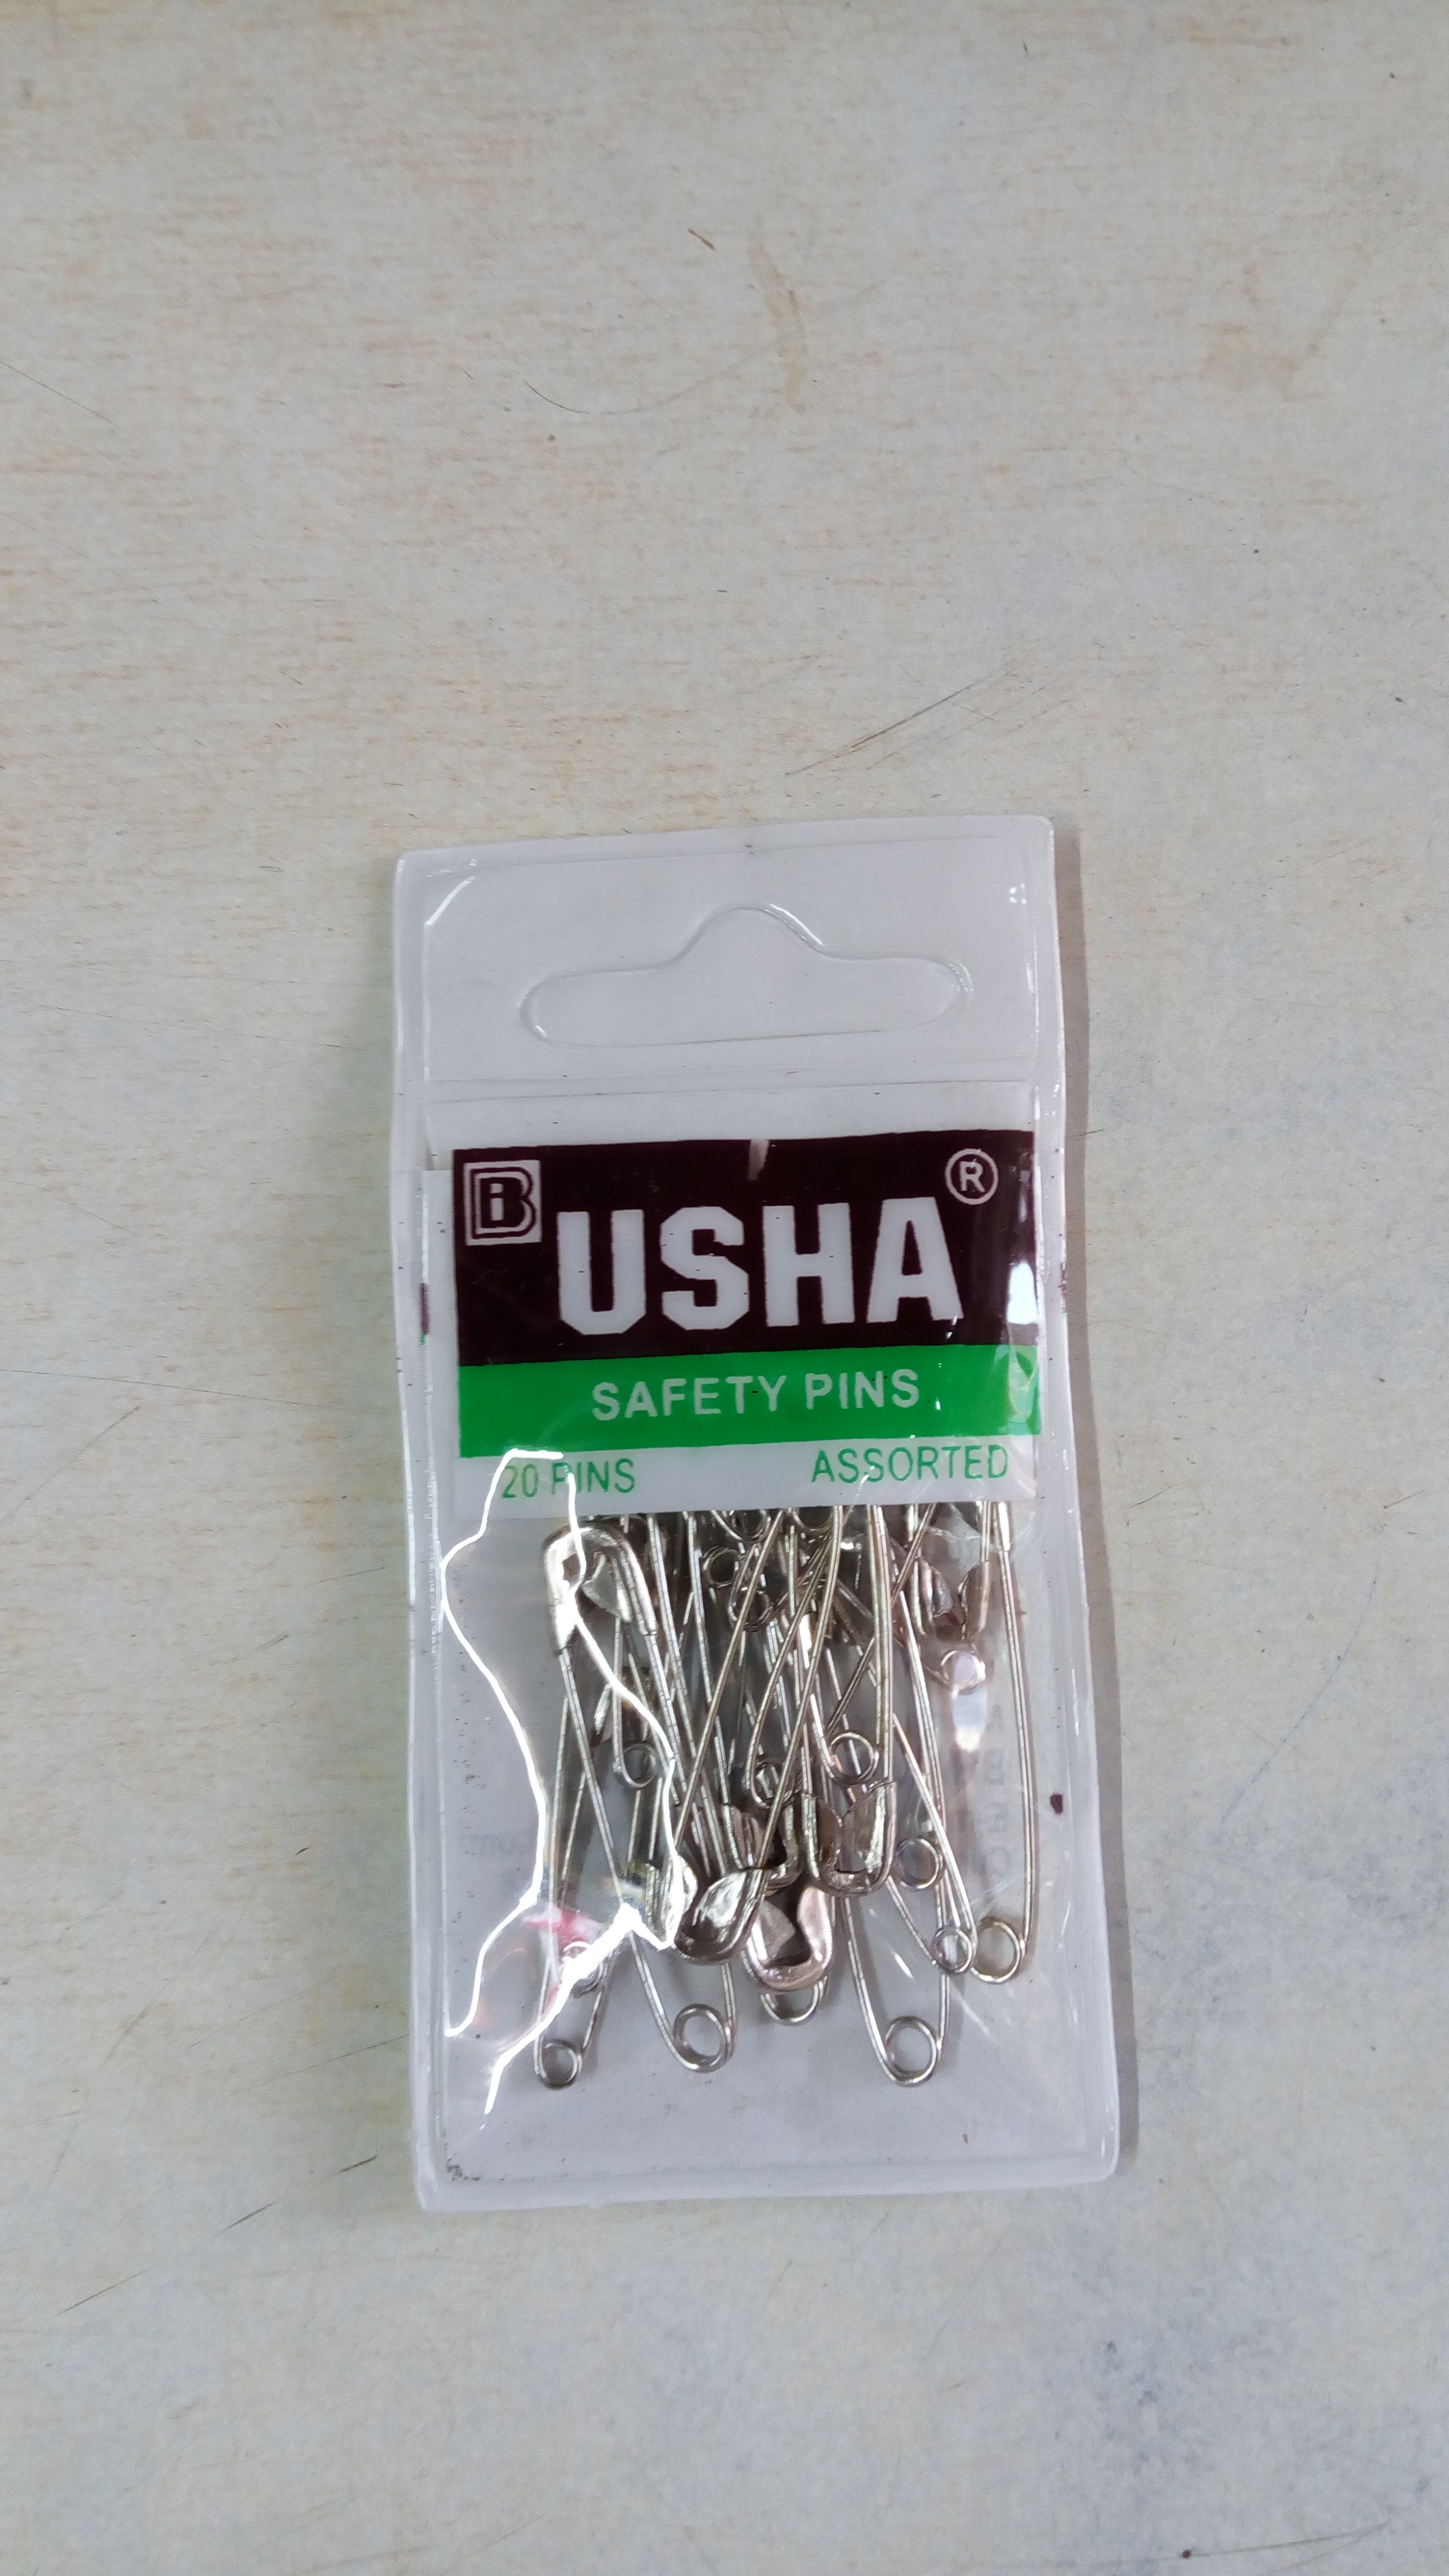 B
USHA ®
SAFETY PINS
20 PINS ASSORTED